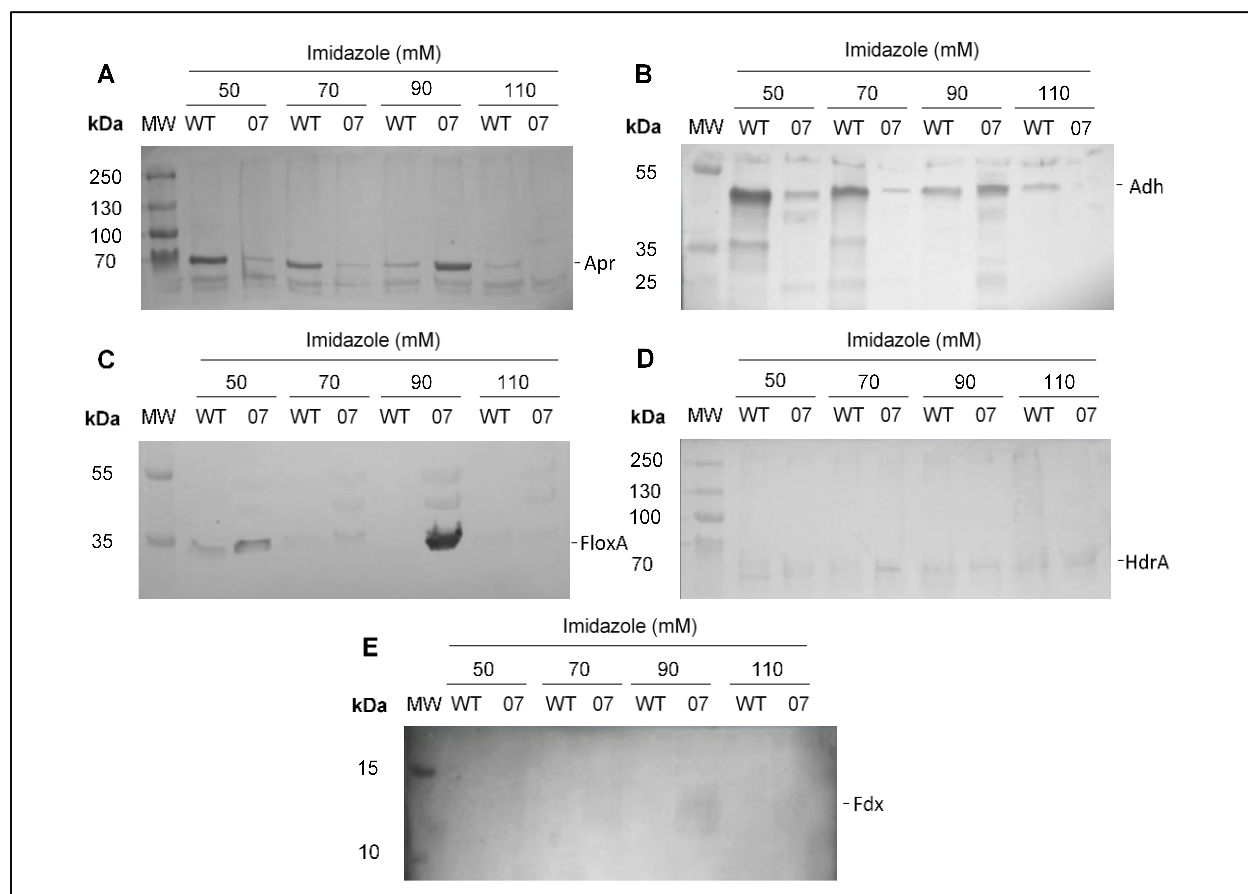 Imidazole (mM)
A
50 70 90 110
kDa MW WT 07 WT 07 WT 07 WT 07
250
130
100
70
-Apr
Imidazole (mM)
B
50 70 90 110
kDa MW WT 07 WT 07 WT 07 WT 07
55
-Adh
35
25
Imidazole (mM)
C
50 70 90 110
kDa MW WT 07 WT 07 WT 07 WT 07
55
35
-FloxA
Imidazole (mM)
D
50 70 90 110
kDa MW WT 07 WT 07 WT 07 WT 07
250
130
100
70
-HdrA
Imidazole (mM)
E
50 70 90 110
kDa MW WT 07 WT 07 WT 07 WT 07
15
-Fdx
10